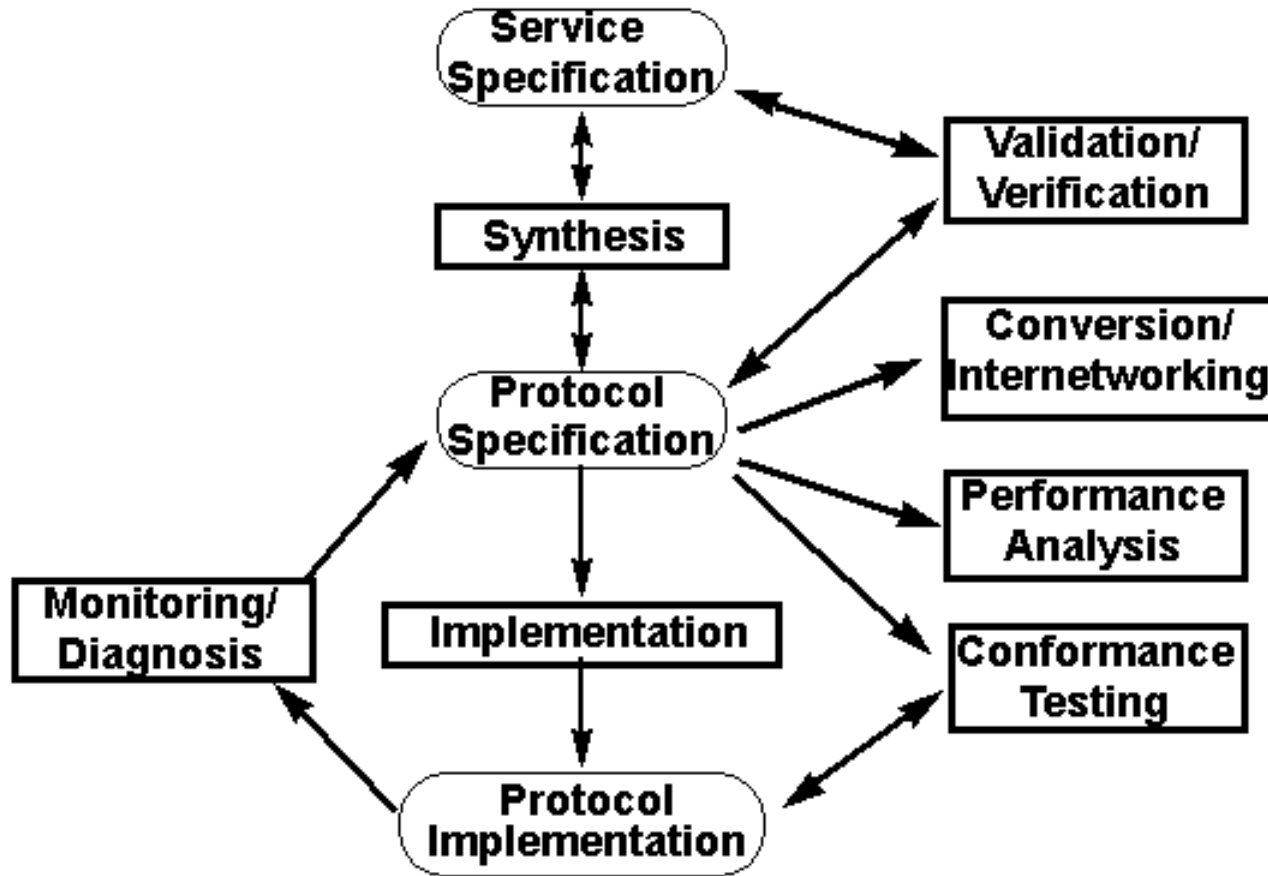 Service
Specification
Validation/
Verification
Synthesis
Conversion/
Internetworking
Protocol
Specification
Performance
Analysis
Monitoring/
Diagnosis
Implementation
Conformance
Testing
Protocol
Implementation